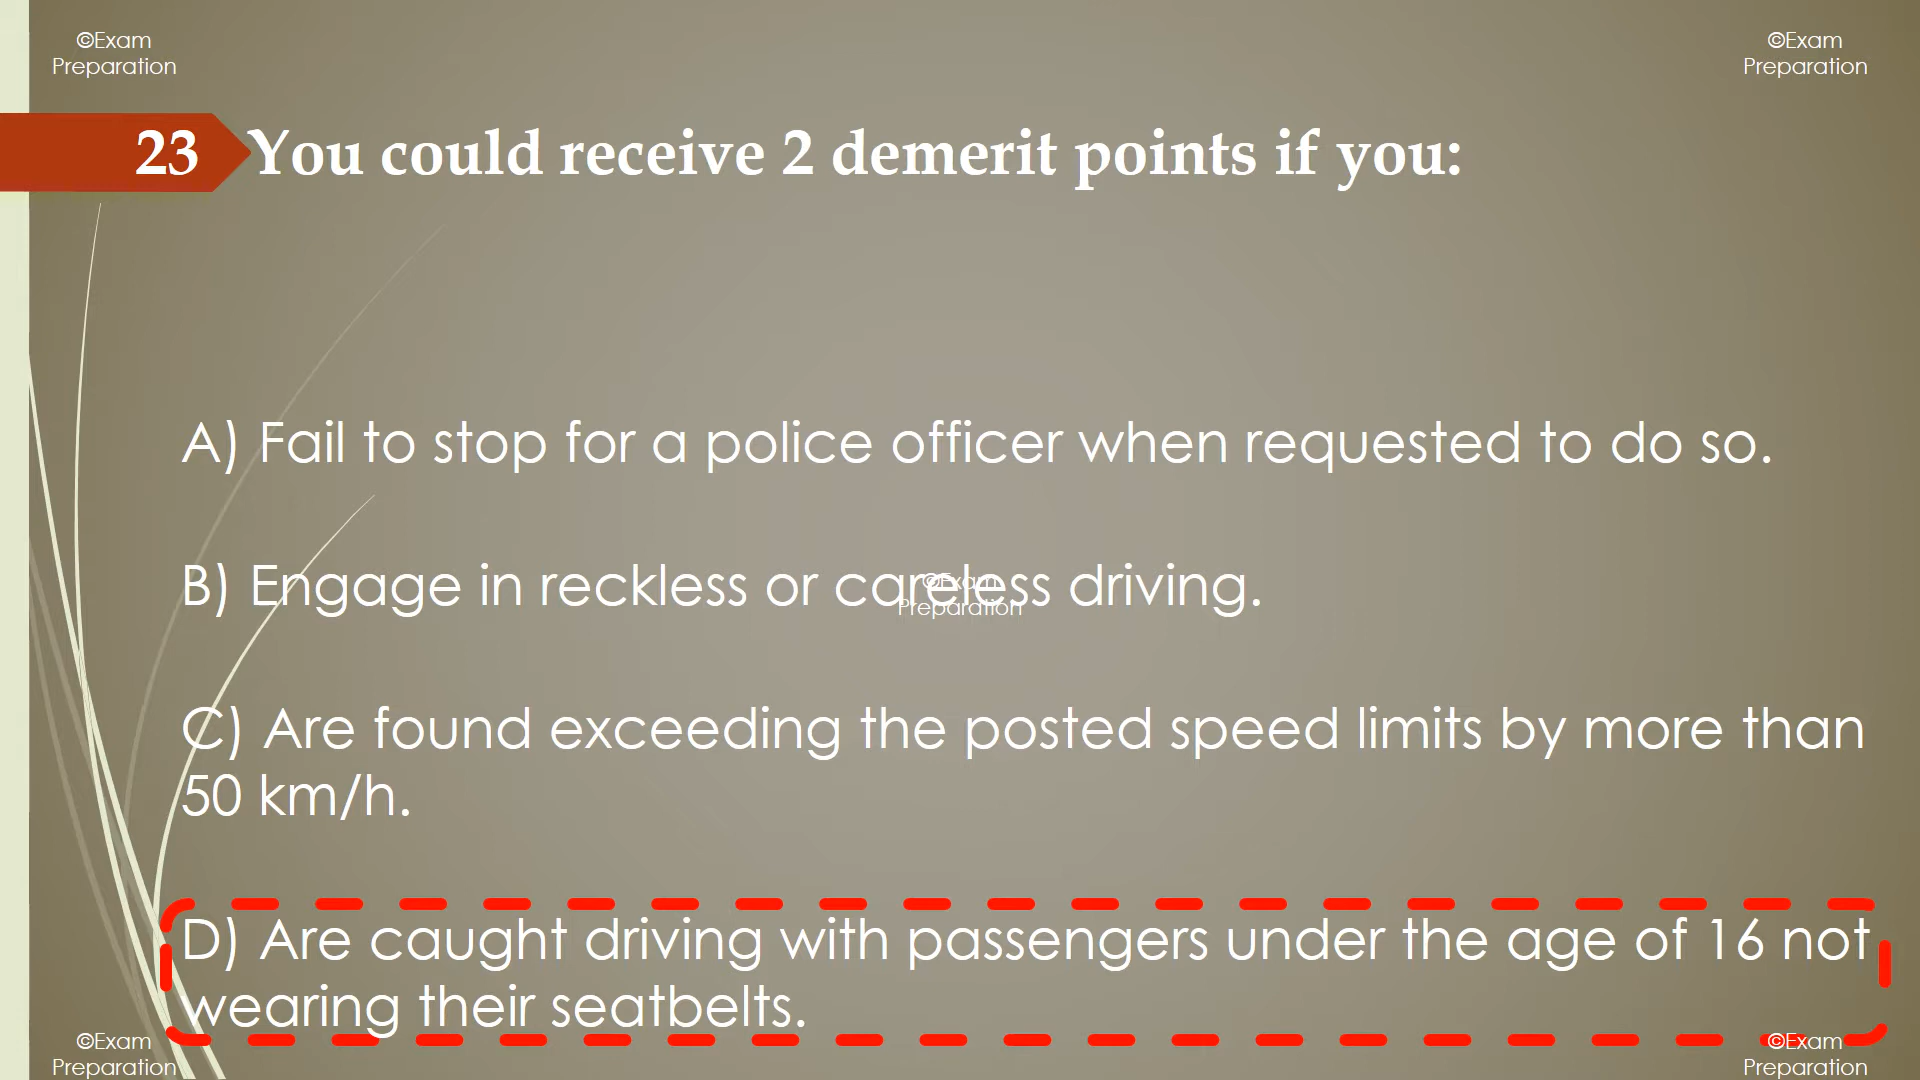 ©Exam
Preparation
©Exam
Preparation
23
You could receive 2 demerit points if you:
A) Fail to stop for a police officer when requested to do so.
B) Engage in reckless or careless driving.
©Exam
Preparation
C) Are found exceeding the posted speed limits by more than
50 km/h.
D) Are caught driving with passengers under the age of 16 not
wearing their seatbelts.
©Exam
Preparation
©Exam
Preparation